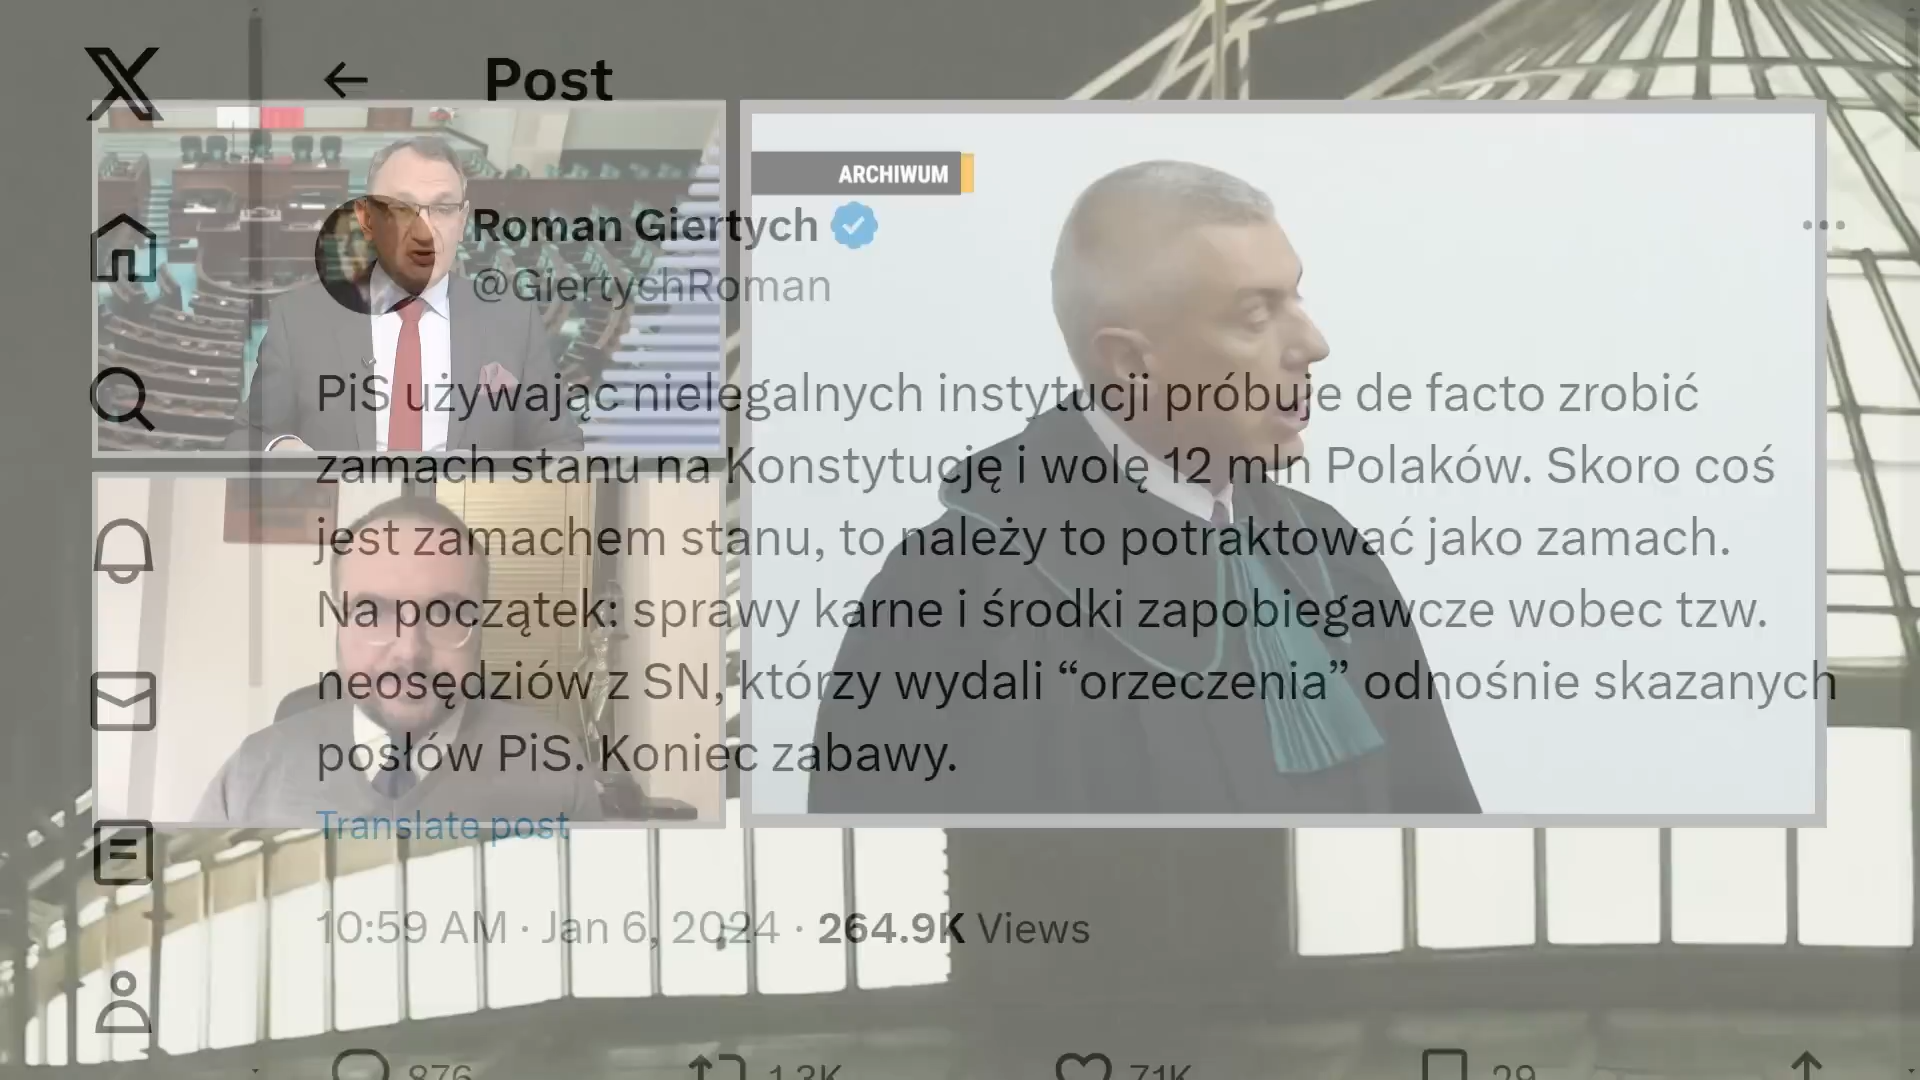 Post
ARCHIWUM
Roman Giertych
@GiertychRoman
PiS używając nielegalnych instytucji próbuje de facto zrobić
zamach stanu na Konstytucję i wolę 12 mln Polaków. Skoro coś
jest zamachem stanu, to należy to potraktować jako zamach.
Na początek: sprawy karne i środki zapobiegawcze wobec tzw.
neosędziów z SN, którzy wydali “orzeczenia” odnośnie skazanych
posłów PiS. Koniec zabawy.
Translate post
10:59 AM · Jan 6, 2024 · 264.9K Views